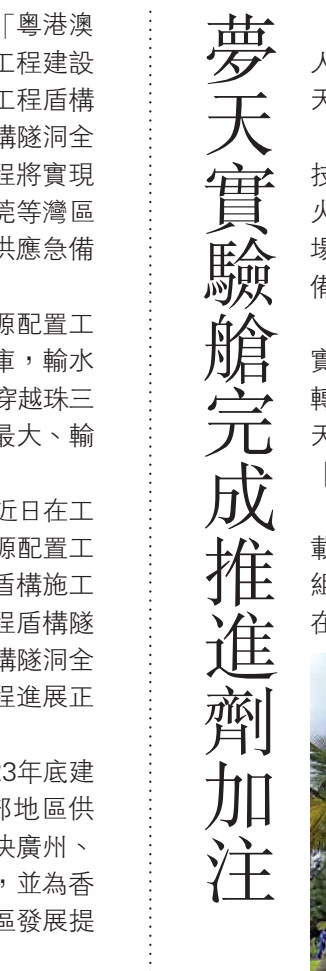 「粵港澳
工程建設
工程盾構
構隧洞全
程將實現
莞等灣區
供應急備
源配置工
庫，輸水
穿越珠三
最大、輸
近日在工
源配置工
盾構施工
程盾構隧
構隧洞全
程進展正
23年底建
部地區供
決廣州、
，並為香
區發展提
夢天實驗艙完成推進劑加注
人
天
技
火
場
備
實
轉
天
載
組
在